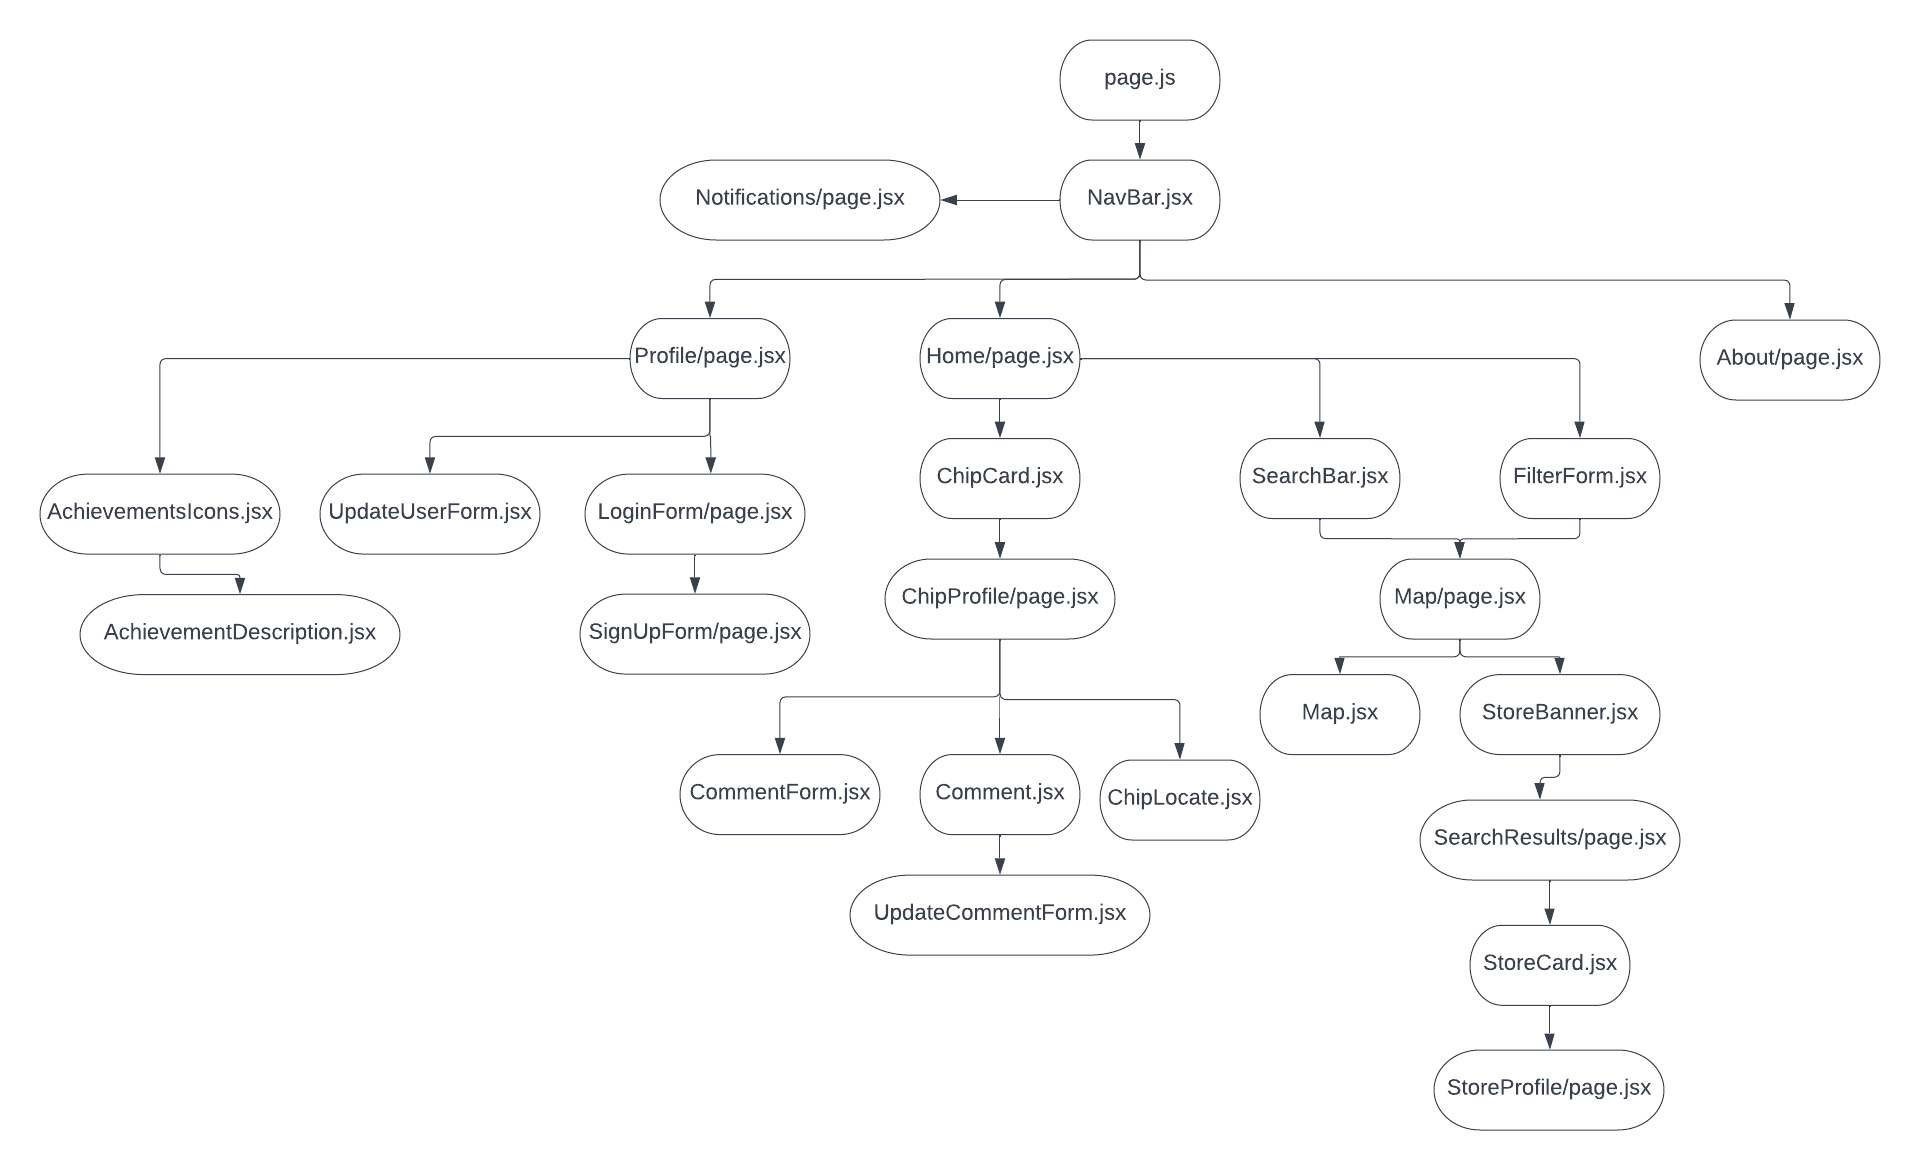 page.js
Notifications/page.jsx
NavBar.jsx
Profile/page.jsx
Home/page.jsx
About/page.jsx
ChipCard.jsx
SearchBar.jsx
FilterForm.jsx
AchievementsIcons.jsx
UpdateUserForm.jsx
LoginForm/page.jsx
ChipProfile/page.jsx
Map/page.jsx
AchievementDescription.jsx
SignUpForm/page.jsx
Map.jsx
StoreBanner.jsx
CommentForm.jsx
Comment.jsx
ChipLocate.jsx
SearchResults/page.jsx
UpdateCommentForm.jsx
StoreCard.jsx
StoreProfile/page.jsx